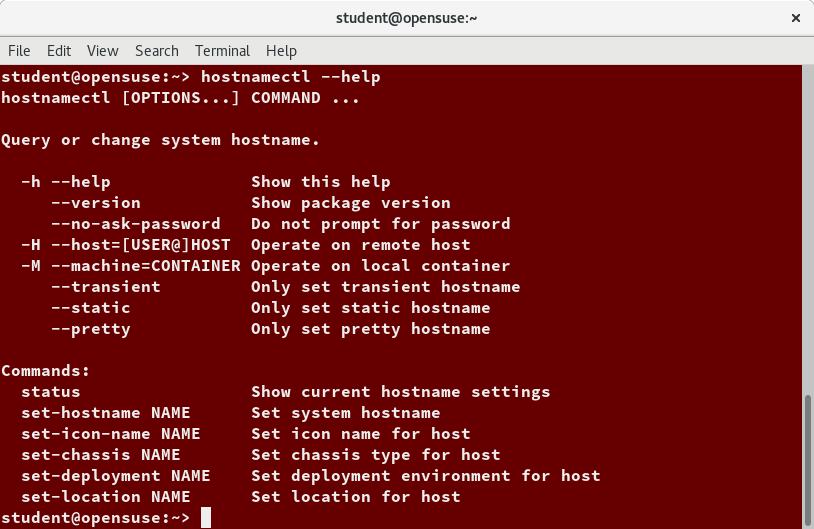 student@opensuse:~
×
File Edit View Search Terminal Help
student@opensuse:~> hostnamectl --help
hostnamectl [OPTIONS...] COMMAND ...

Query or change system hostname.

  -h --help              Show this help
     --version           Show package version
     --no-ask-password   Do not prompt for password
  -H --host=[USER@]HOST  Operate on remote host
  -M --machine=CONTAINER Operate on local container
     --transient         Only set transient hostname
     --static            Only set static hostname
     --pretty            Only set pretty hostname

Commands:
  status                 Show current hostname settings
  set-hostname NAME      Set system hostname
  set-icon-name NAME     Set icon name for host
  set-chassis NAME       Set chassis type for host
  set-deployment NAME    Set deployment environment for host
  set-location NAME      Set location for host
student@opensuse:~>